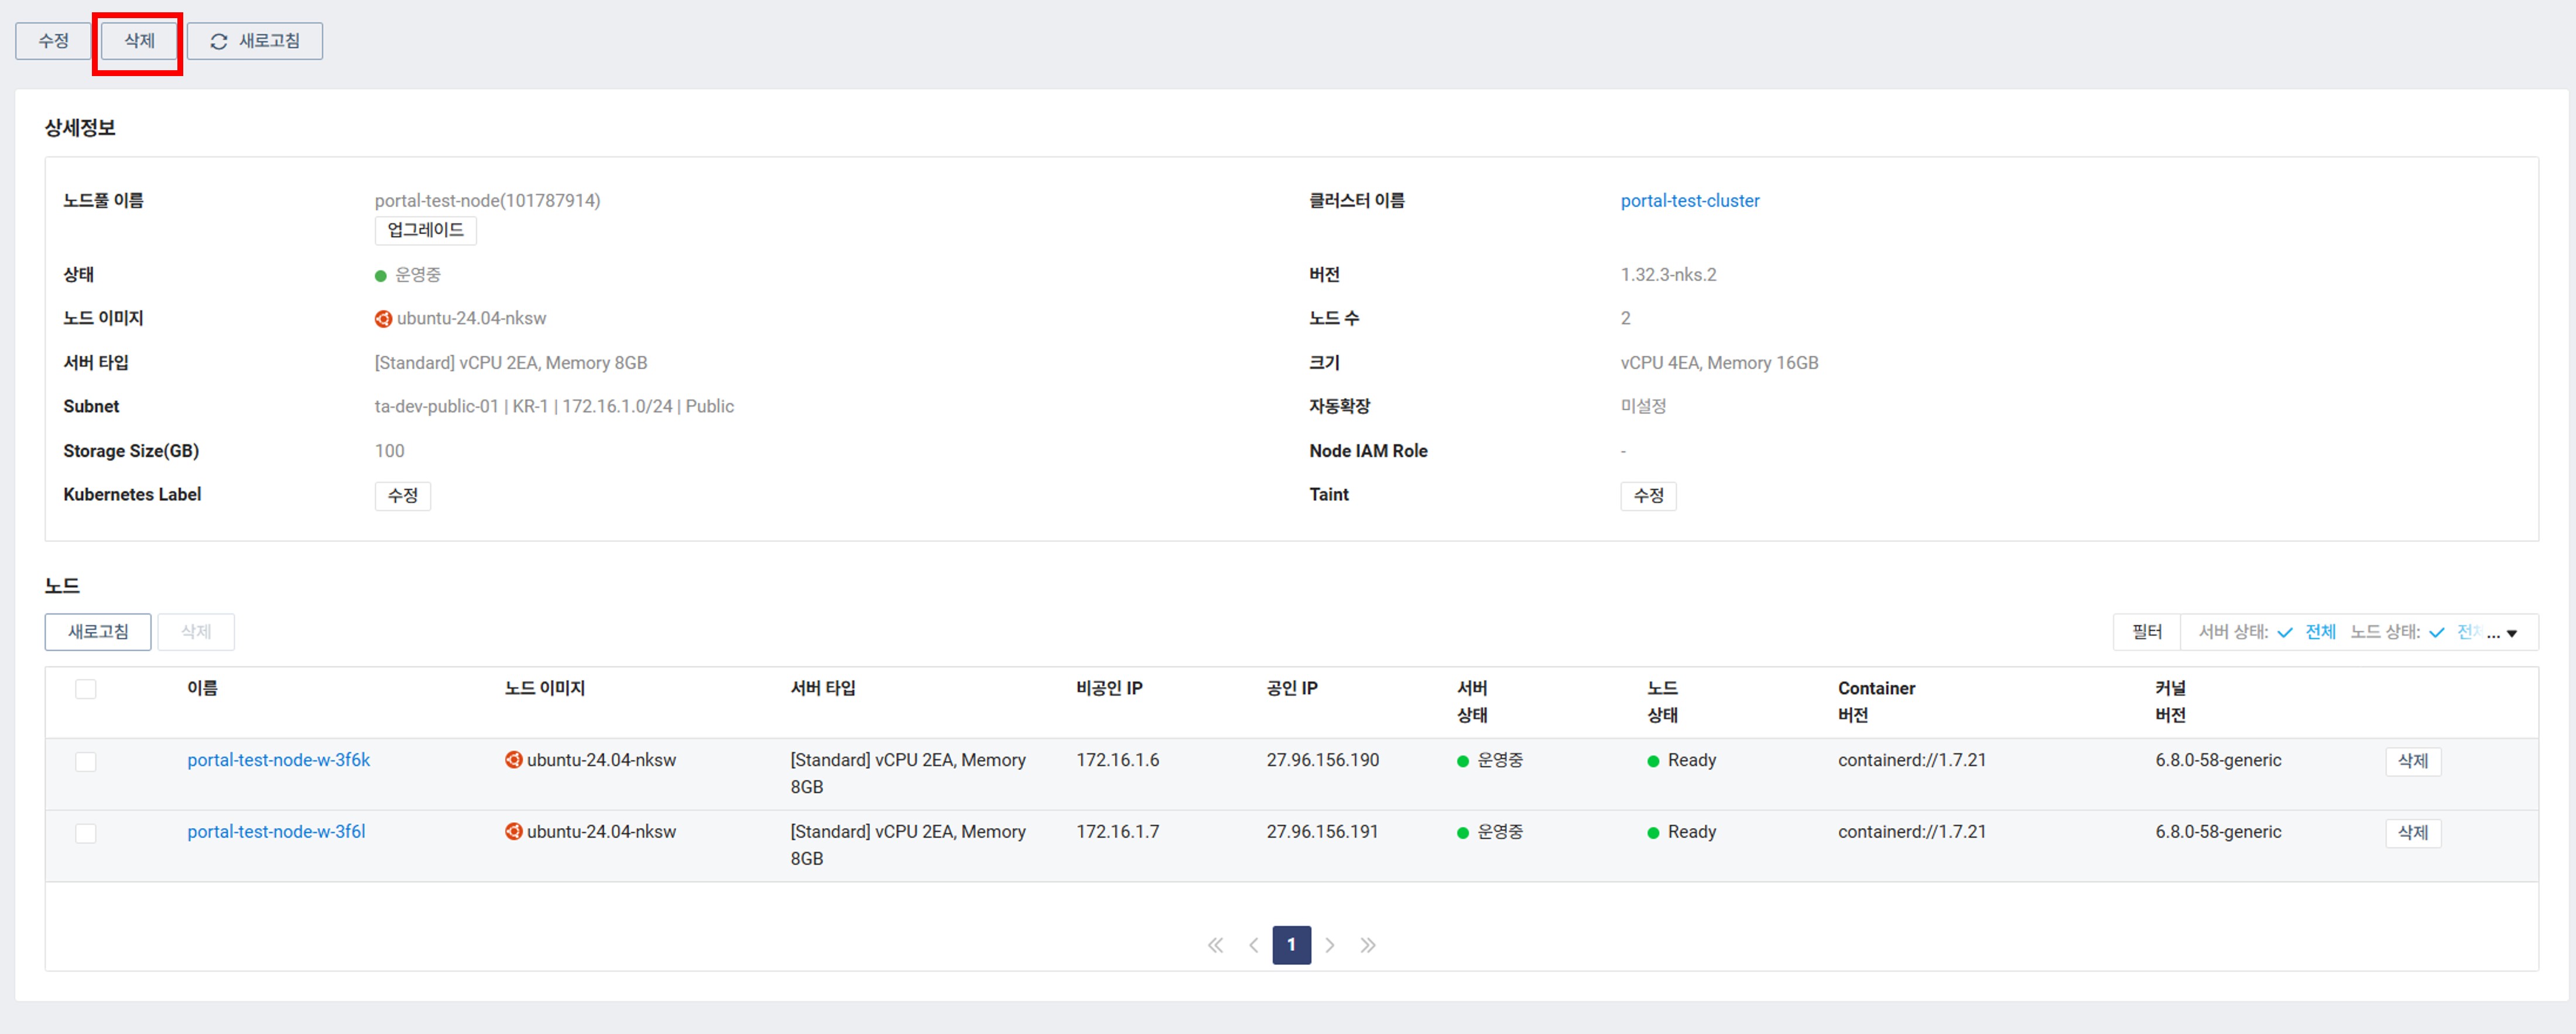 수정 삭제 새로고침
상세정보
노드풀 이름 portal-test-node(101787914) 클러스터 이름 portal-test-cluster
업그레이드
상태 운영중 버전 1.32.3-nks.2
노드 이미지 ubuntu-24.04-nksw 노드 수 2
서버 타입 [Standard] vCPU 2EA, Memory 8GB 크기 vCPU 4EA, Memory 16GB
Subnet ta-dev-public-01 | KR-1 | 172.16.1.0/24 | Public 자동확장 미설정
Storage Size(GB) 100 Node IAM Role -
Kubernetes Label 수정 Taint 수정
노드
새로고침 삭제 필터 서버 상태: 전체 노드 상태: ...
이름 노드 이미지 서버 타입 비공인 IP 공인 IP 서버 노드 Container 커널
상태 상태 버전 버전
portal-test-node-w-3f6k ubuntu-24.04-nksw [Standard] vCPU 2EA, Memory 172.16.1.6 27.96.156.190 운영중 Ready containerd://1.7.21 6.8.0-58-generic 삭제
8GB
portal-test-node-w-3f6l ubuntu-24.04-nksw [Standard] vCPU 2EA, Memory 172.16.1.7 27.96.156.191 운영중 Ready containerd://1.7.21 6.8.0-58-generic 삭제
8GB
1